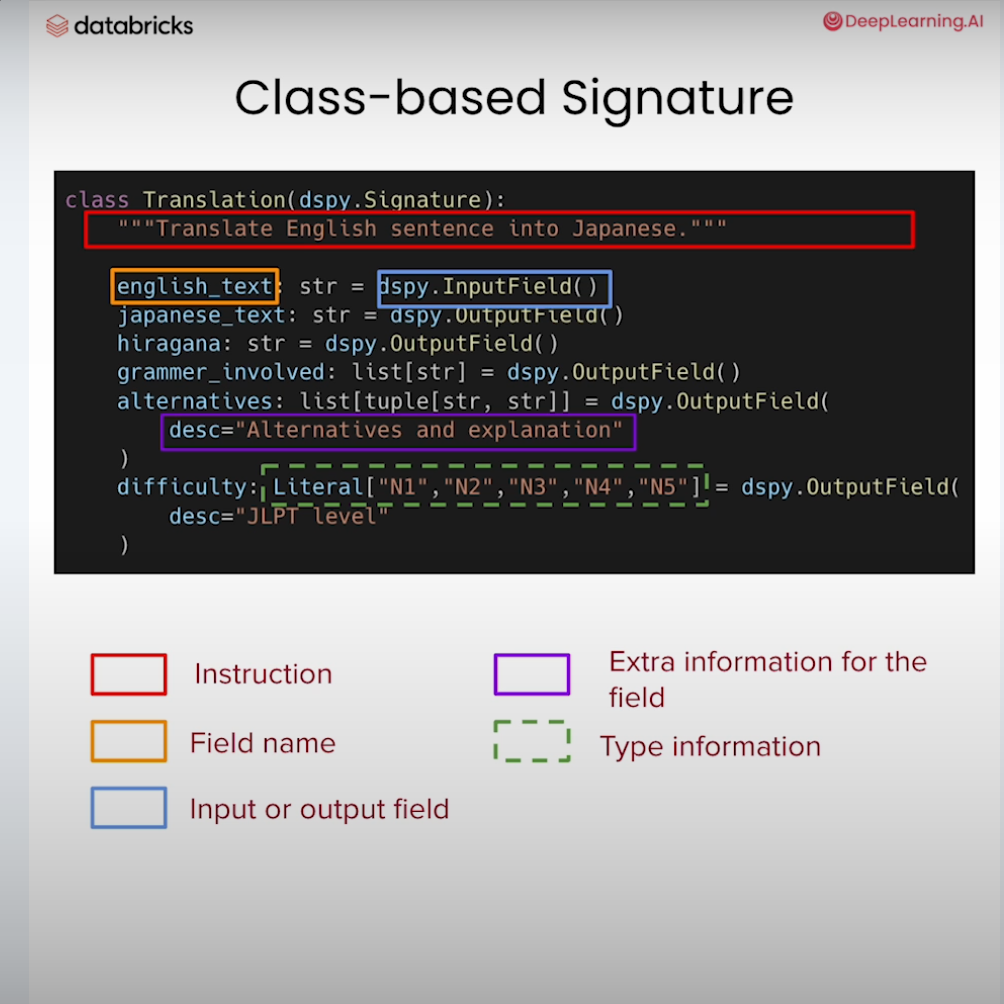 databricks
DeepLearning.AI
Class-based Signature
class Translation(dspy.Signature):
"""Translate English sentence into Japanese."""
english_text: str = dspy.InputField()
japanese_text: str = dspy.OutputField()
hiragana: str = dspy.OutputField()
grammer_involved: list[str] = dspy.OutputField()
alternatives: list[tuple[str, str]] = dspy.OutputField(
desc="Alternatives and explanation"
)
difficulty: Literal["N1","N2","N3","N4","N5"] = dspy.OutputField(
desc="JLPT level"
)
Instruction
Field name
Input or output field
Extra information for the
field
Type information